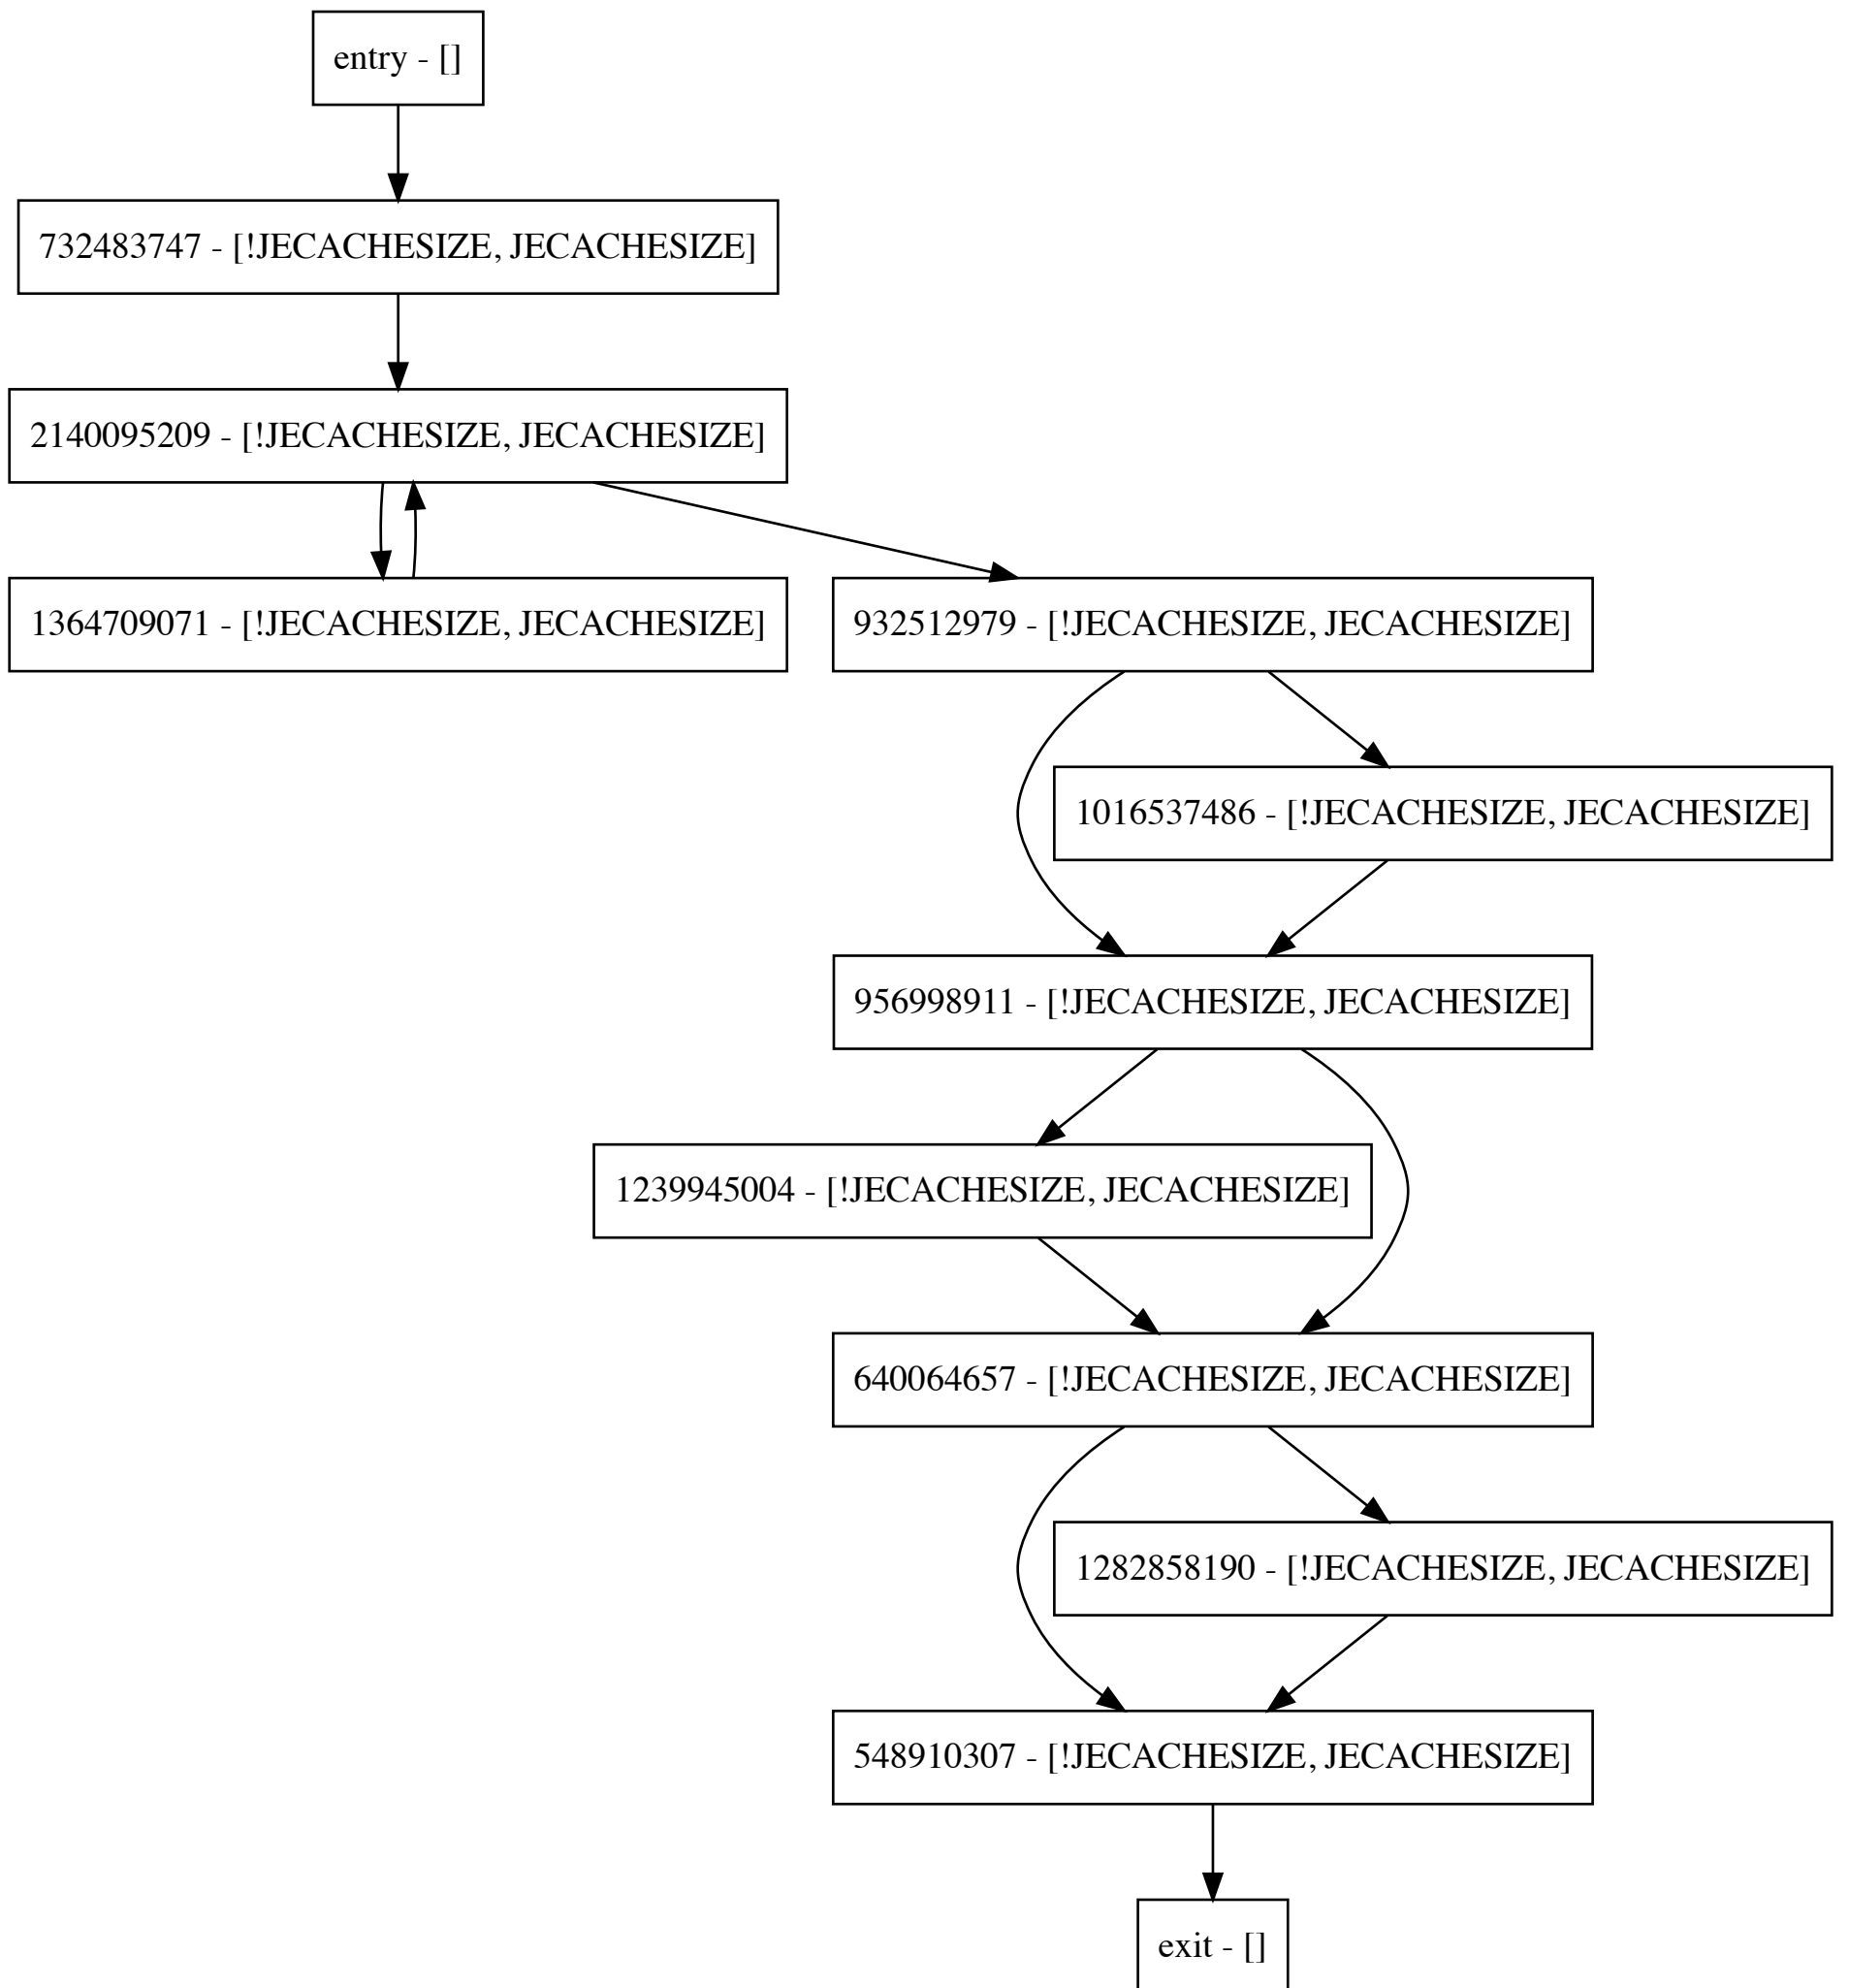 entry - []
732483747 - [!JECACHESIZE, JECACHESIZE]
2140095209 - [!JECACHESIZE, JECACHESIZE]
1364709071 - [!JECACHESIZE, JECACHESIZE]
932512979 - [!JECACHESIZE, JECACHESIZE]
1016537486 - [!JECACHESIZE, JECACHESIZE]
956998911 - [!JECACHESIZE, JECACHESIZE]
1239945004 - [!JECACHESIZE, JECACHESIZE]
640064657 - [!JECACHESIZE, JECACHESIZE]
1282858190 - [!JECACHESIZE, JECACHESIZE]
548910307 - [!JECACHESIZE, JECACHESIZE]
exit - []